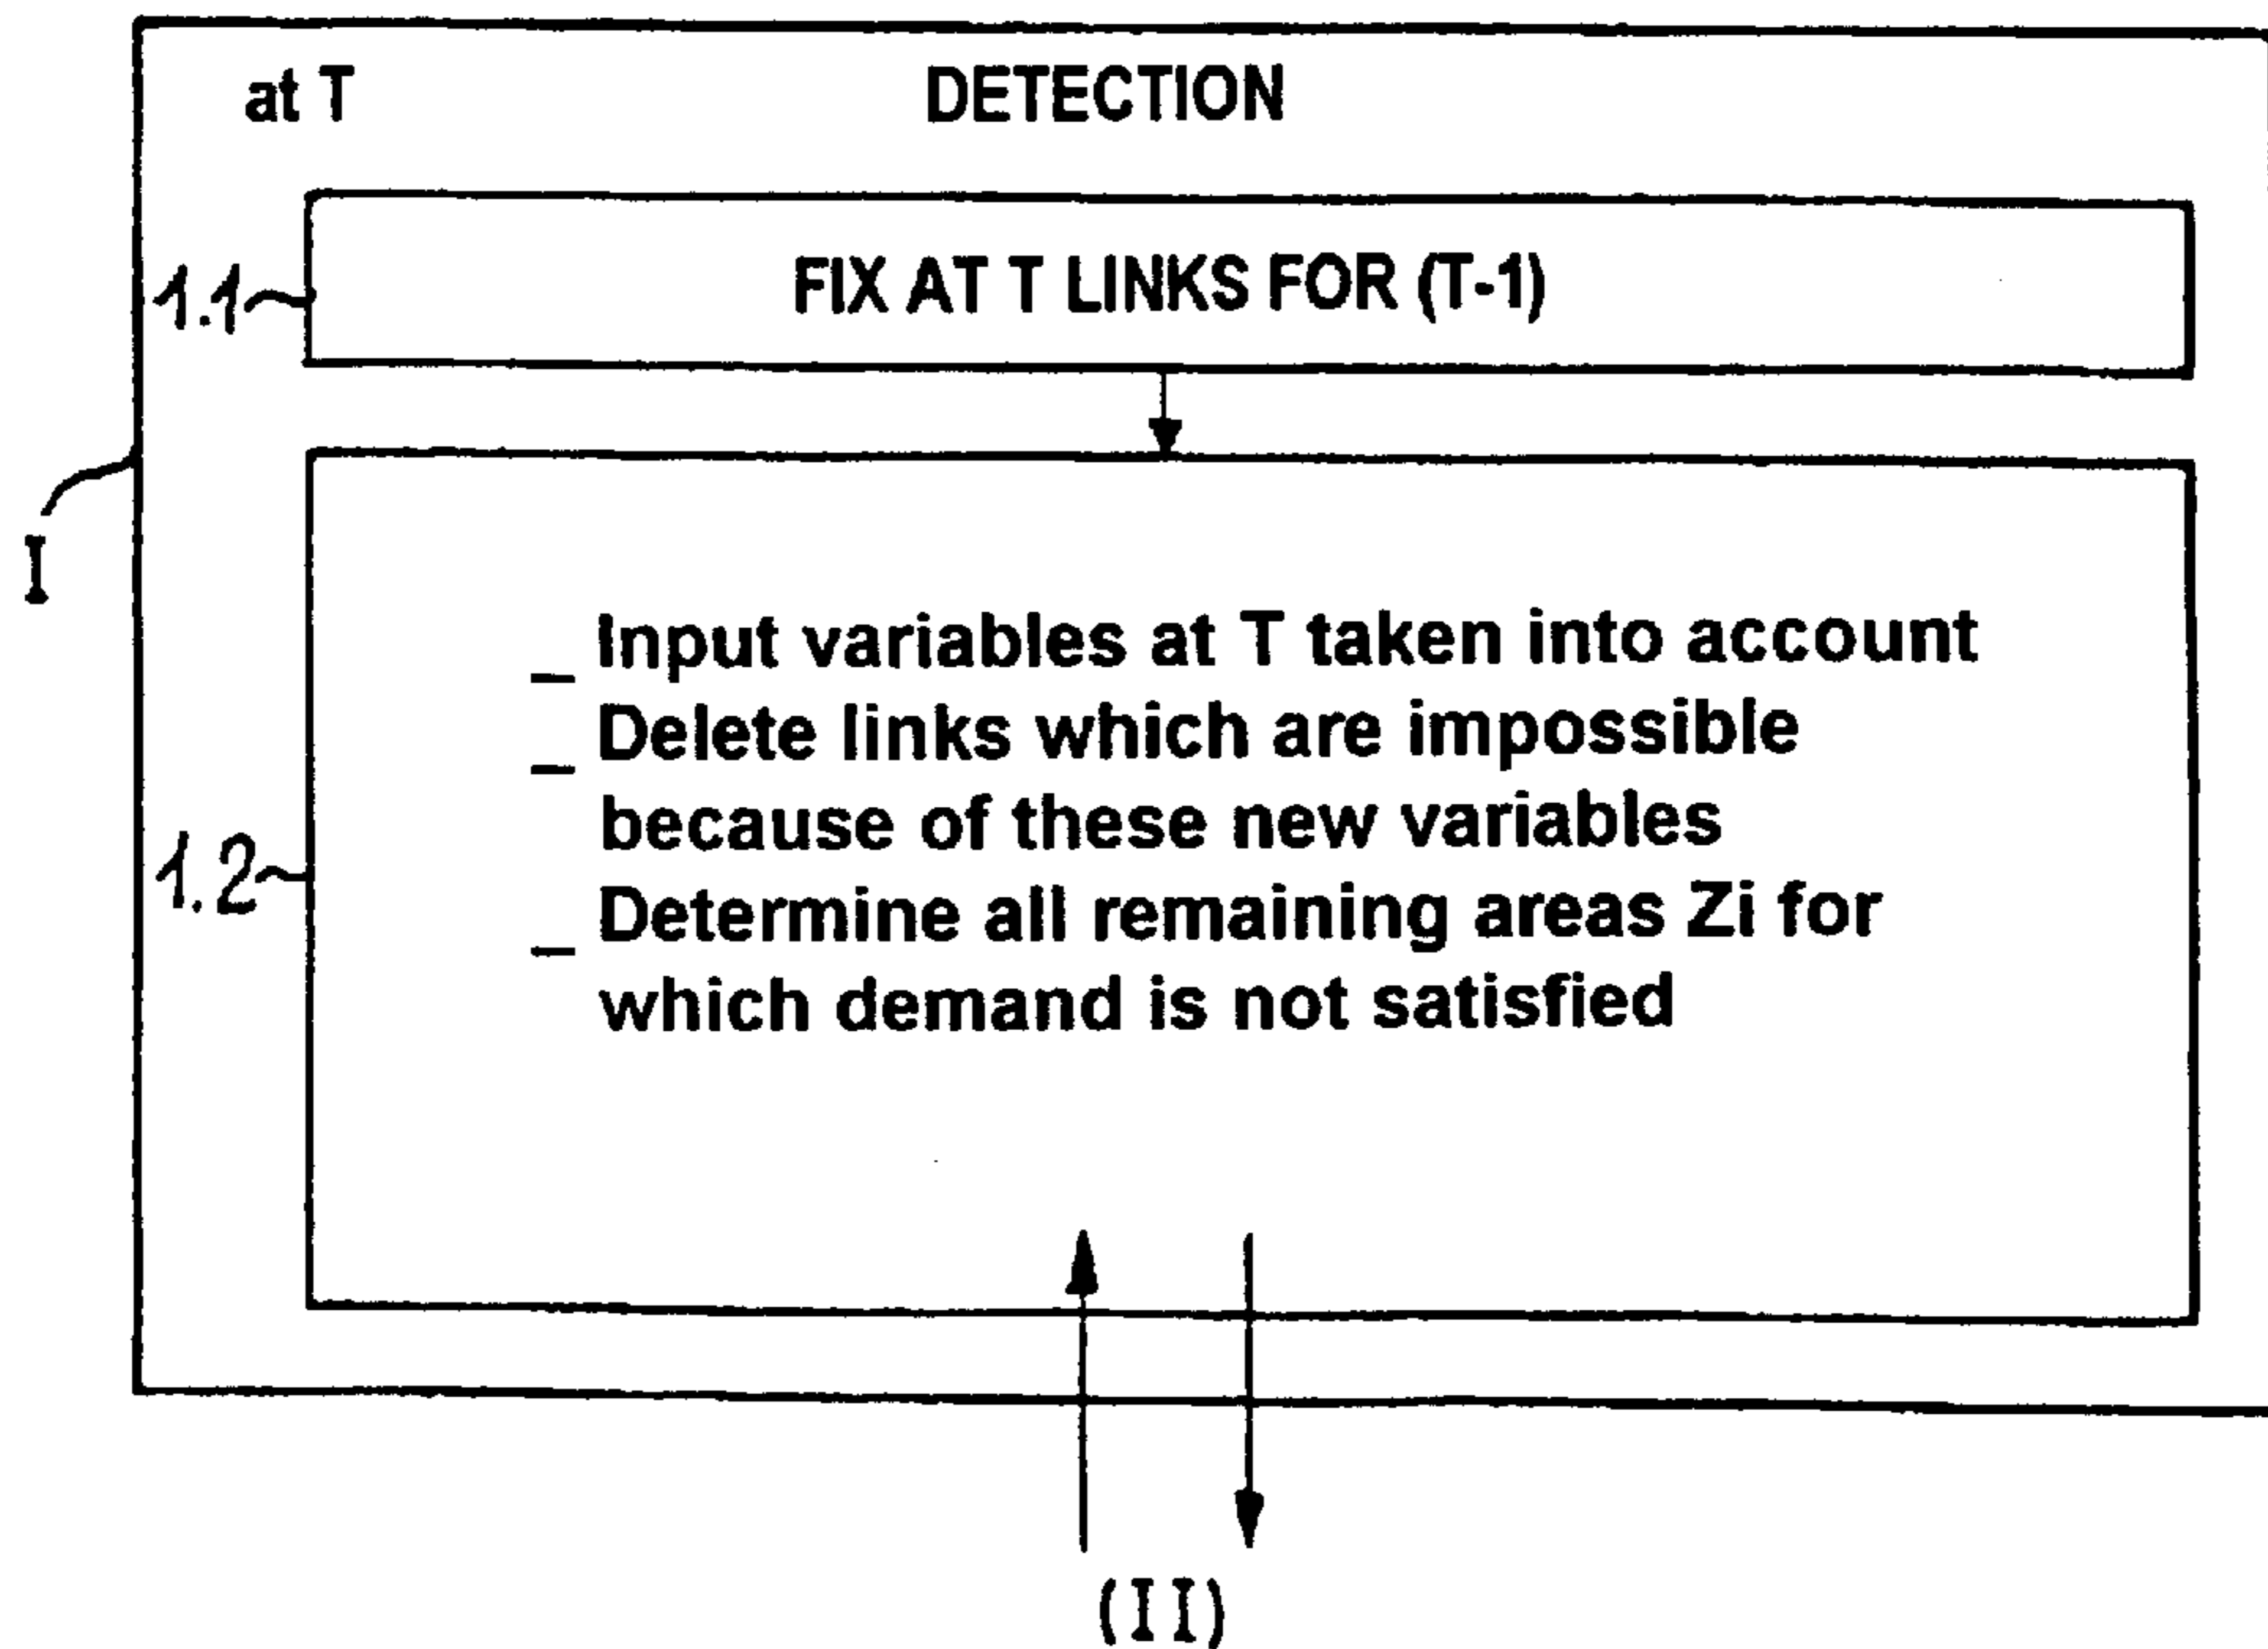 at T
DETECTION
1.1
FIX AT T LINKS FOR (T-1)
I
1.2
_ Input variables at T taken into account
_ Delete links which are impossible
because of these new variables
_ Determine all remaining areas Zi for
which demand is not satisfied
(II)